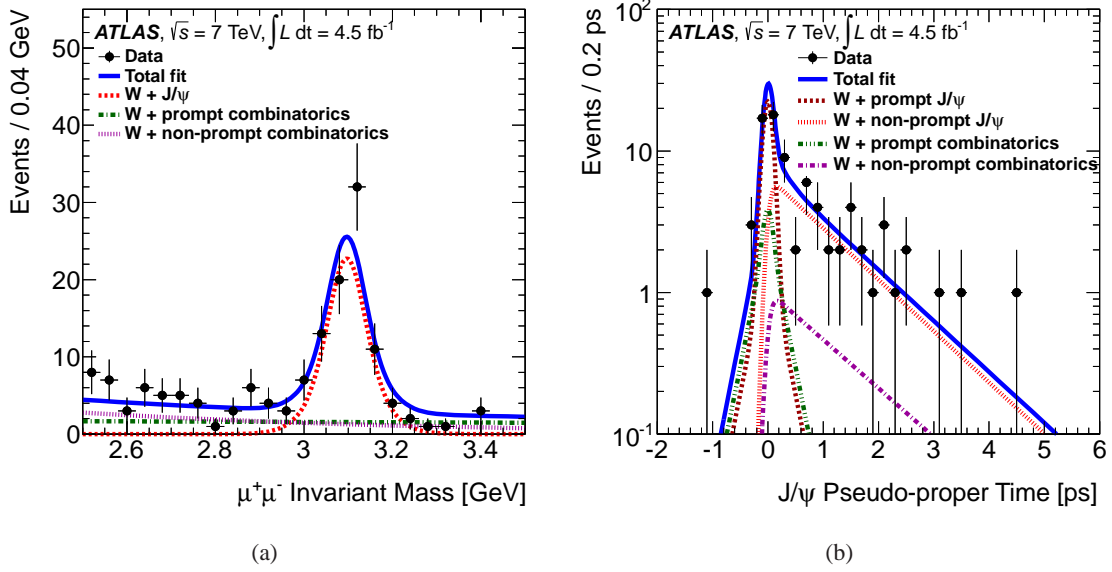 ATLAS, √s = 7 TeV, ∫L dt = 4.5 fb⁻¹
Data
Total fit
W + J/ψ
W + prompt combinatorics
W + non-prompt combinatorics
Events / 0.04 GeV
50
40
30
20
10
0
2.6 2.8 3 3.2 3.4
μ⁺μ⁻ Invariant Mass [GeV]
(a)
ATLAS, √s = 7 TeV, ∫L dt = 4.5 fb⁻¹
Data
Total fit
W + prompt J/ψ
W + non-prompt J/ψ
W + prompt combinatorics
W + non-prompt combinatorics
Events / 0.2 ps
10²
10
1
10⁻¹
-2 -1 0 1 2 3 4 5 6
J/ψ Pseudo-proper Time [ps]
(b)